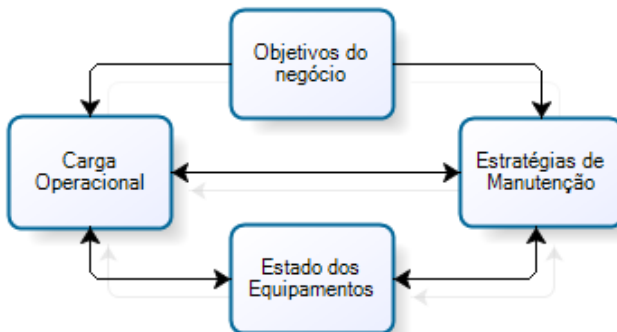 Objetivos do
negócio
Carga
Operacional
Estratégias de
Manutenção
Estado dos
Equipamentos